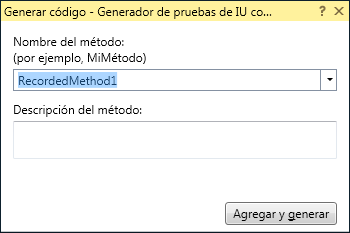 Generar código - Generador de pruebas de IU co...
Nombre del método:
(por ejemplo, MiMétodo)
RecordedMethod1
Descripción del método:
Agregar y generar